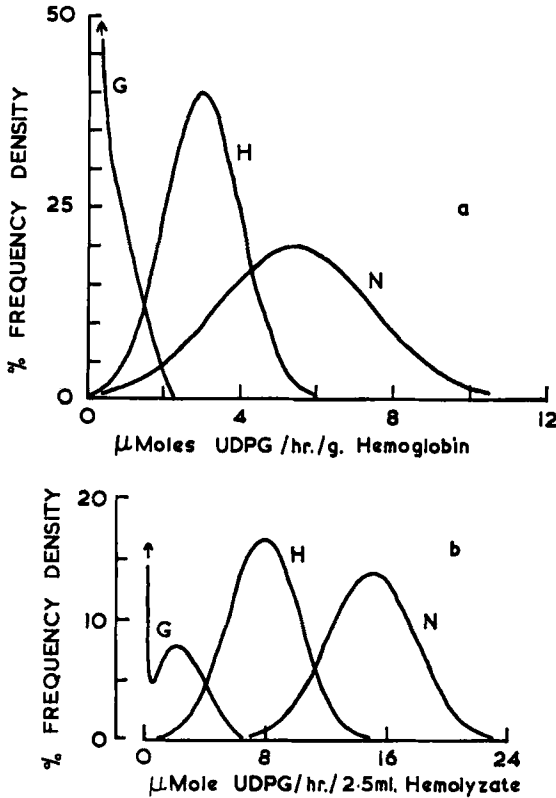 50
G
H
25
a
N
% FREQUENCY DENSITY
0
0 4 8 12
μMoles UDPG /hr./g. Hemoglobin
20
b
H
10
G
N
% FREQUENCY DENSITY
0
0 8 16 24
μMole UDPG/hr./2·5ml. Hemolyzate